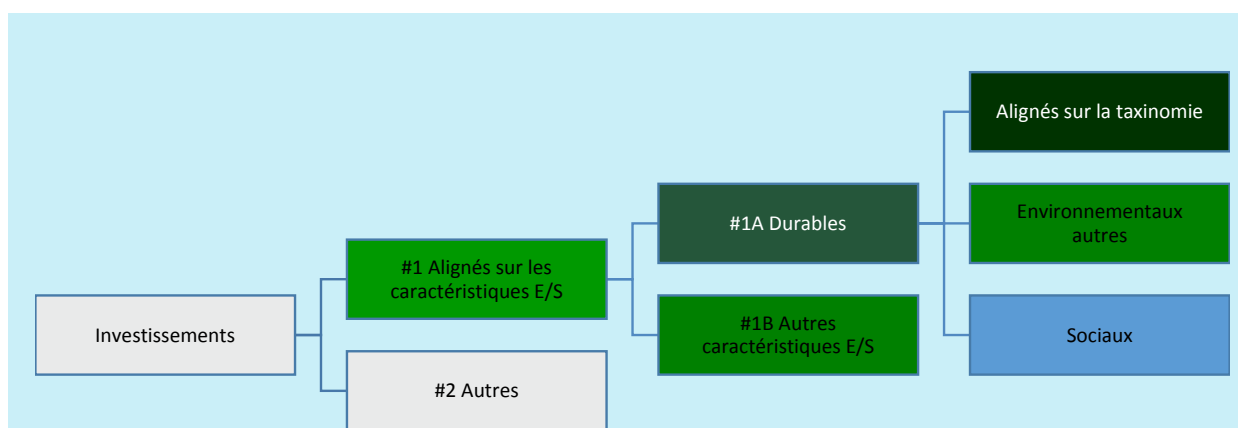 Investissements
#1 Alignés sur les
caractéristiques E/S
#2 Autres
#1A Durables
#1B Autres
caractéristiques E/S
Alignés sur la taxinomie
Environnementaux
autres
Sociaux